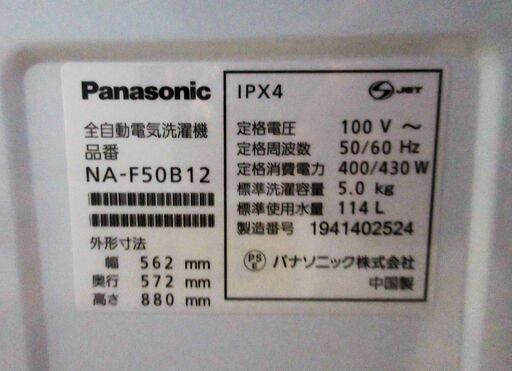 Panasonic
全自動電気洗濯機
品番
NA-F50B12
外形寸法
幅 562 mm
奥行 572 mm
高さ 880 mm
IPX4
S JET
定格電圧 100 V ～
定格周波数 50/60 Hz
定格消費電力 400/430 W
標準洗濯容量 5.0 kg
標準使用水量 114 L
製造番号 1941402524
PS E パナソニック株式会社
中国製